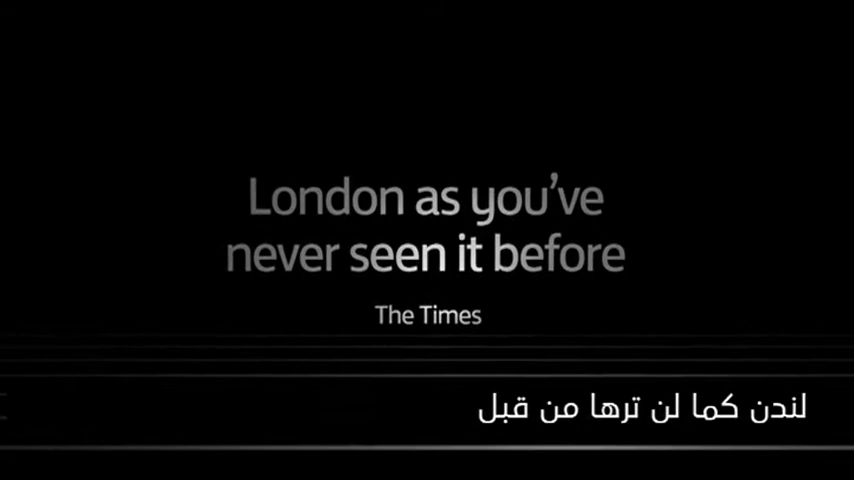 London as you've
never seen it before
The Times
لندن كما لن ترها من قبل